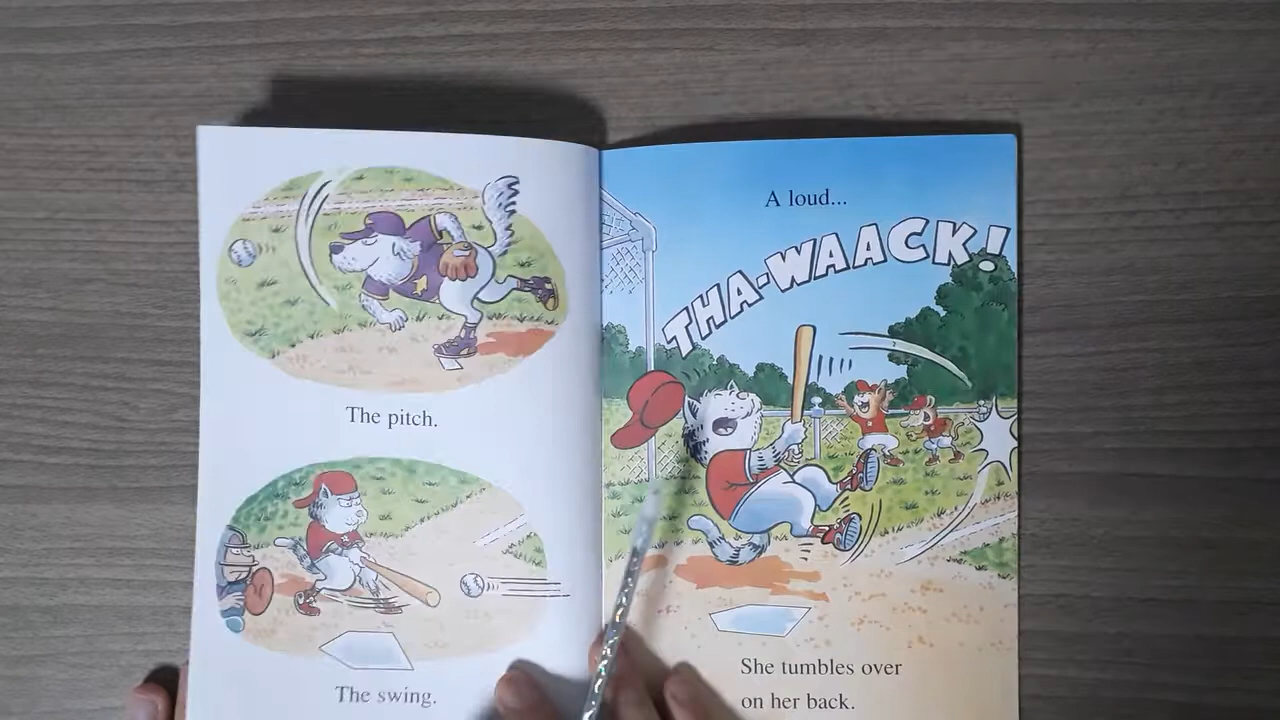 The pitch.
The swing.
A loud...
THA-WAACK!
She tumbles over
on her back.